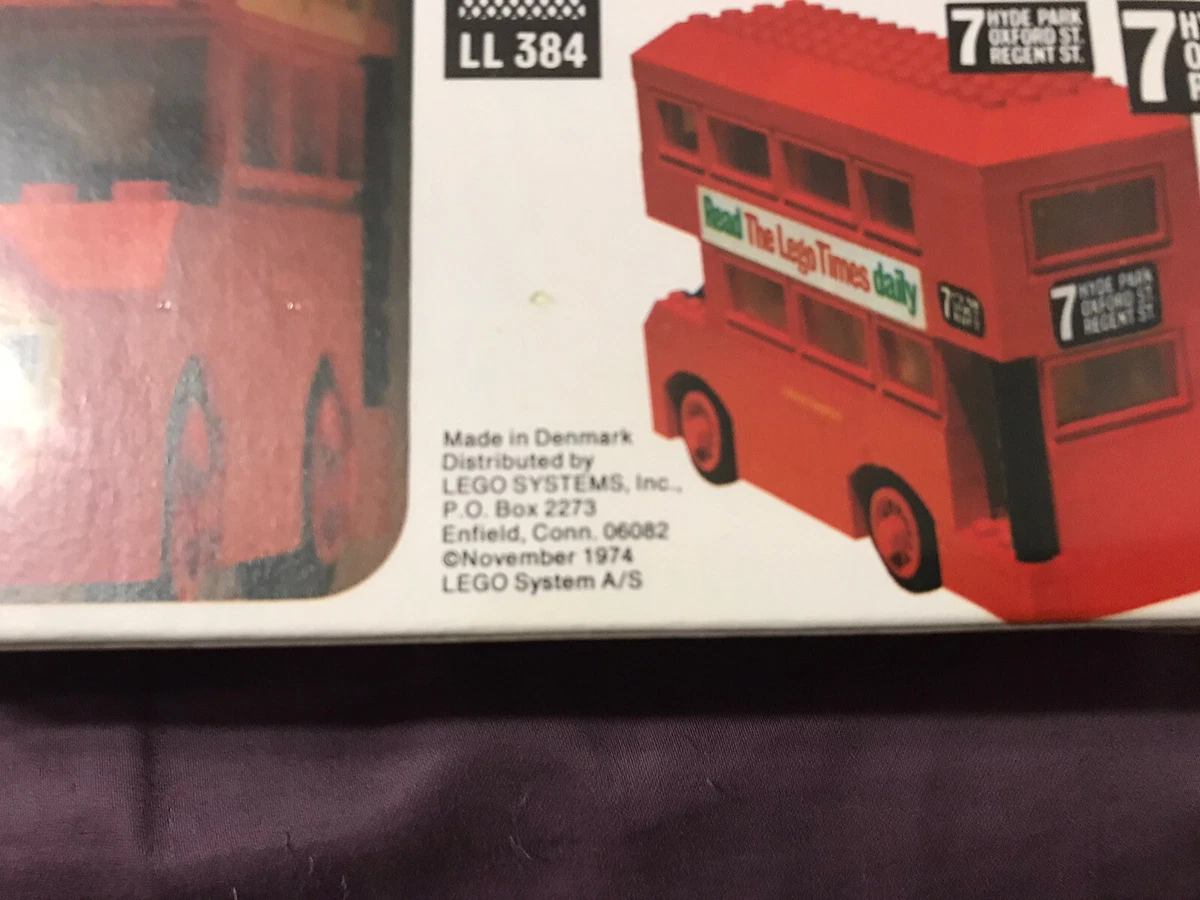 LL 384
7 HYDE PARK
OXFORD ST.
REGENT ST.
7
Read The Lego Times daily
7
7 HYDE PARK
OXFORD ST.
REGENT ST.
Made in Denmark
Distributed by
LEGO SYSTEMS, Inc.,
P.O. Box 2273
Enfield, Conn. 06082
©November 1974
LEGO System A/S